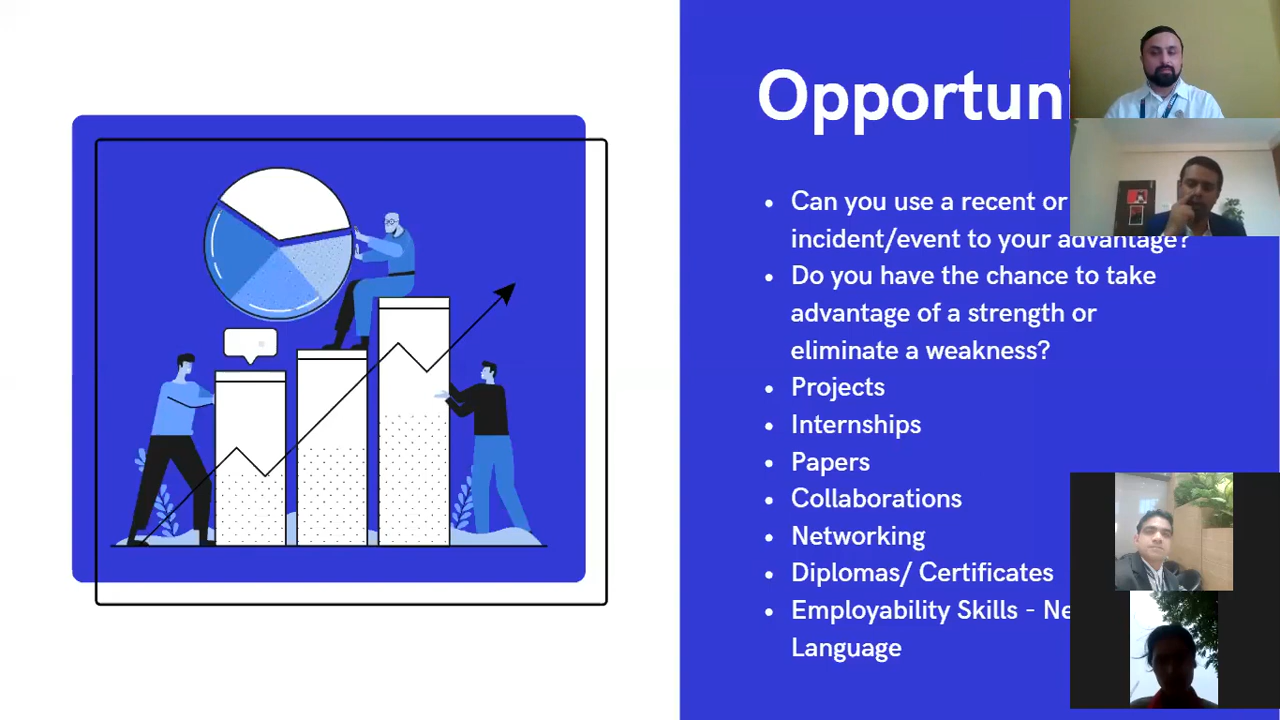 Opportuni
Can you use a recent or
incident/event to your advantage?
Do you have the chance to take
advantage of a strength or
eliminate a weakness?
Projects
Internships
Papers
Collaborations
Networking
Diplomas/ Certificates
Employability Skills - Ne
Language